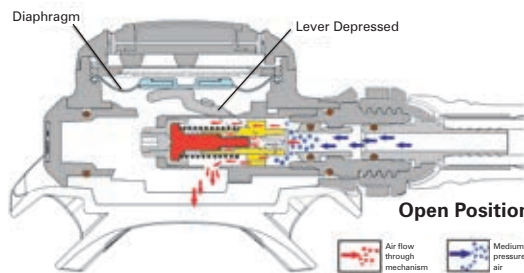 Diaphragm
Lever Depressed
Open Position
Air flow
through
mechanism
Medium
pressure
air